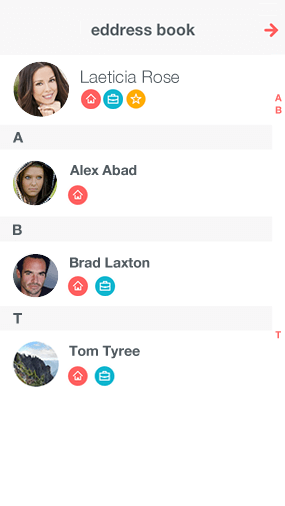 eddress book
Laeticia Rose
A
B
A
Alex Abad
B
Brad Laxton
T
T
Tom Tyree